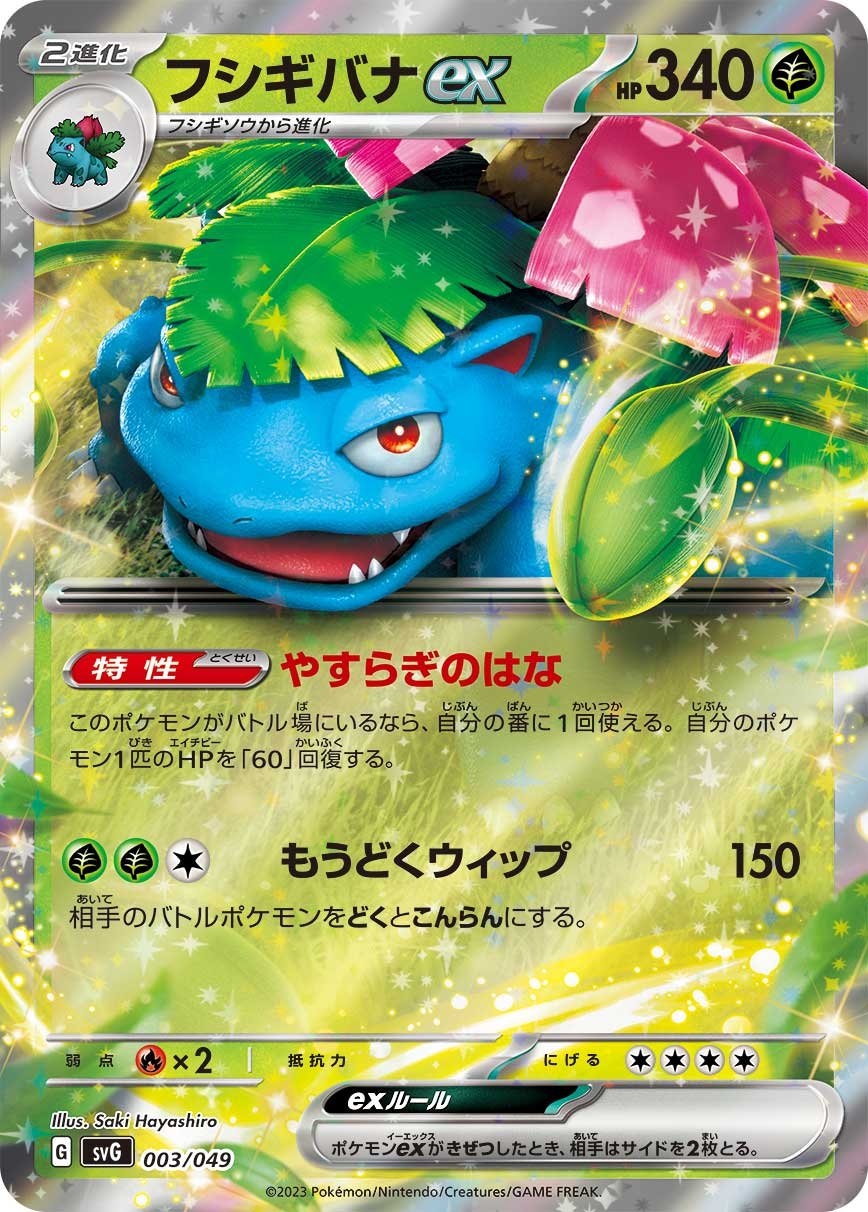 2進化
フシギバナex
HP 340
フシギソウから進化
特性 とくせい
やすらぎのはな
このポケモンがバトル場にいるなら、自分の番に1回使える。自分のポケ
モン1匹のHPを「60」回復する。
もうどくウィップ 150
相手のバトルポケモンをどくとこんらんにする。
弱点 ×2 抵抗力 にげる
exルール
ポケモンexがきぜつしたとき、相手はサイドを2枚とる。
Illus. Saki Hayashiro
G svG 003/049
©2023 Pokémon/Nintendo/Creatures/GAME FREAK.